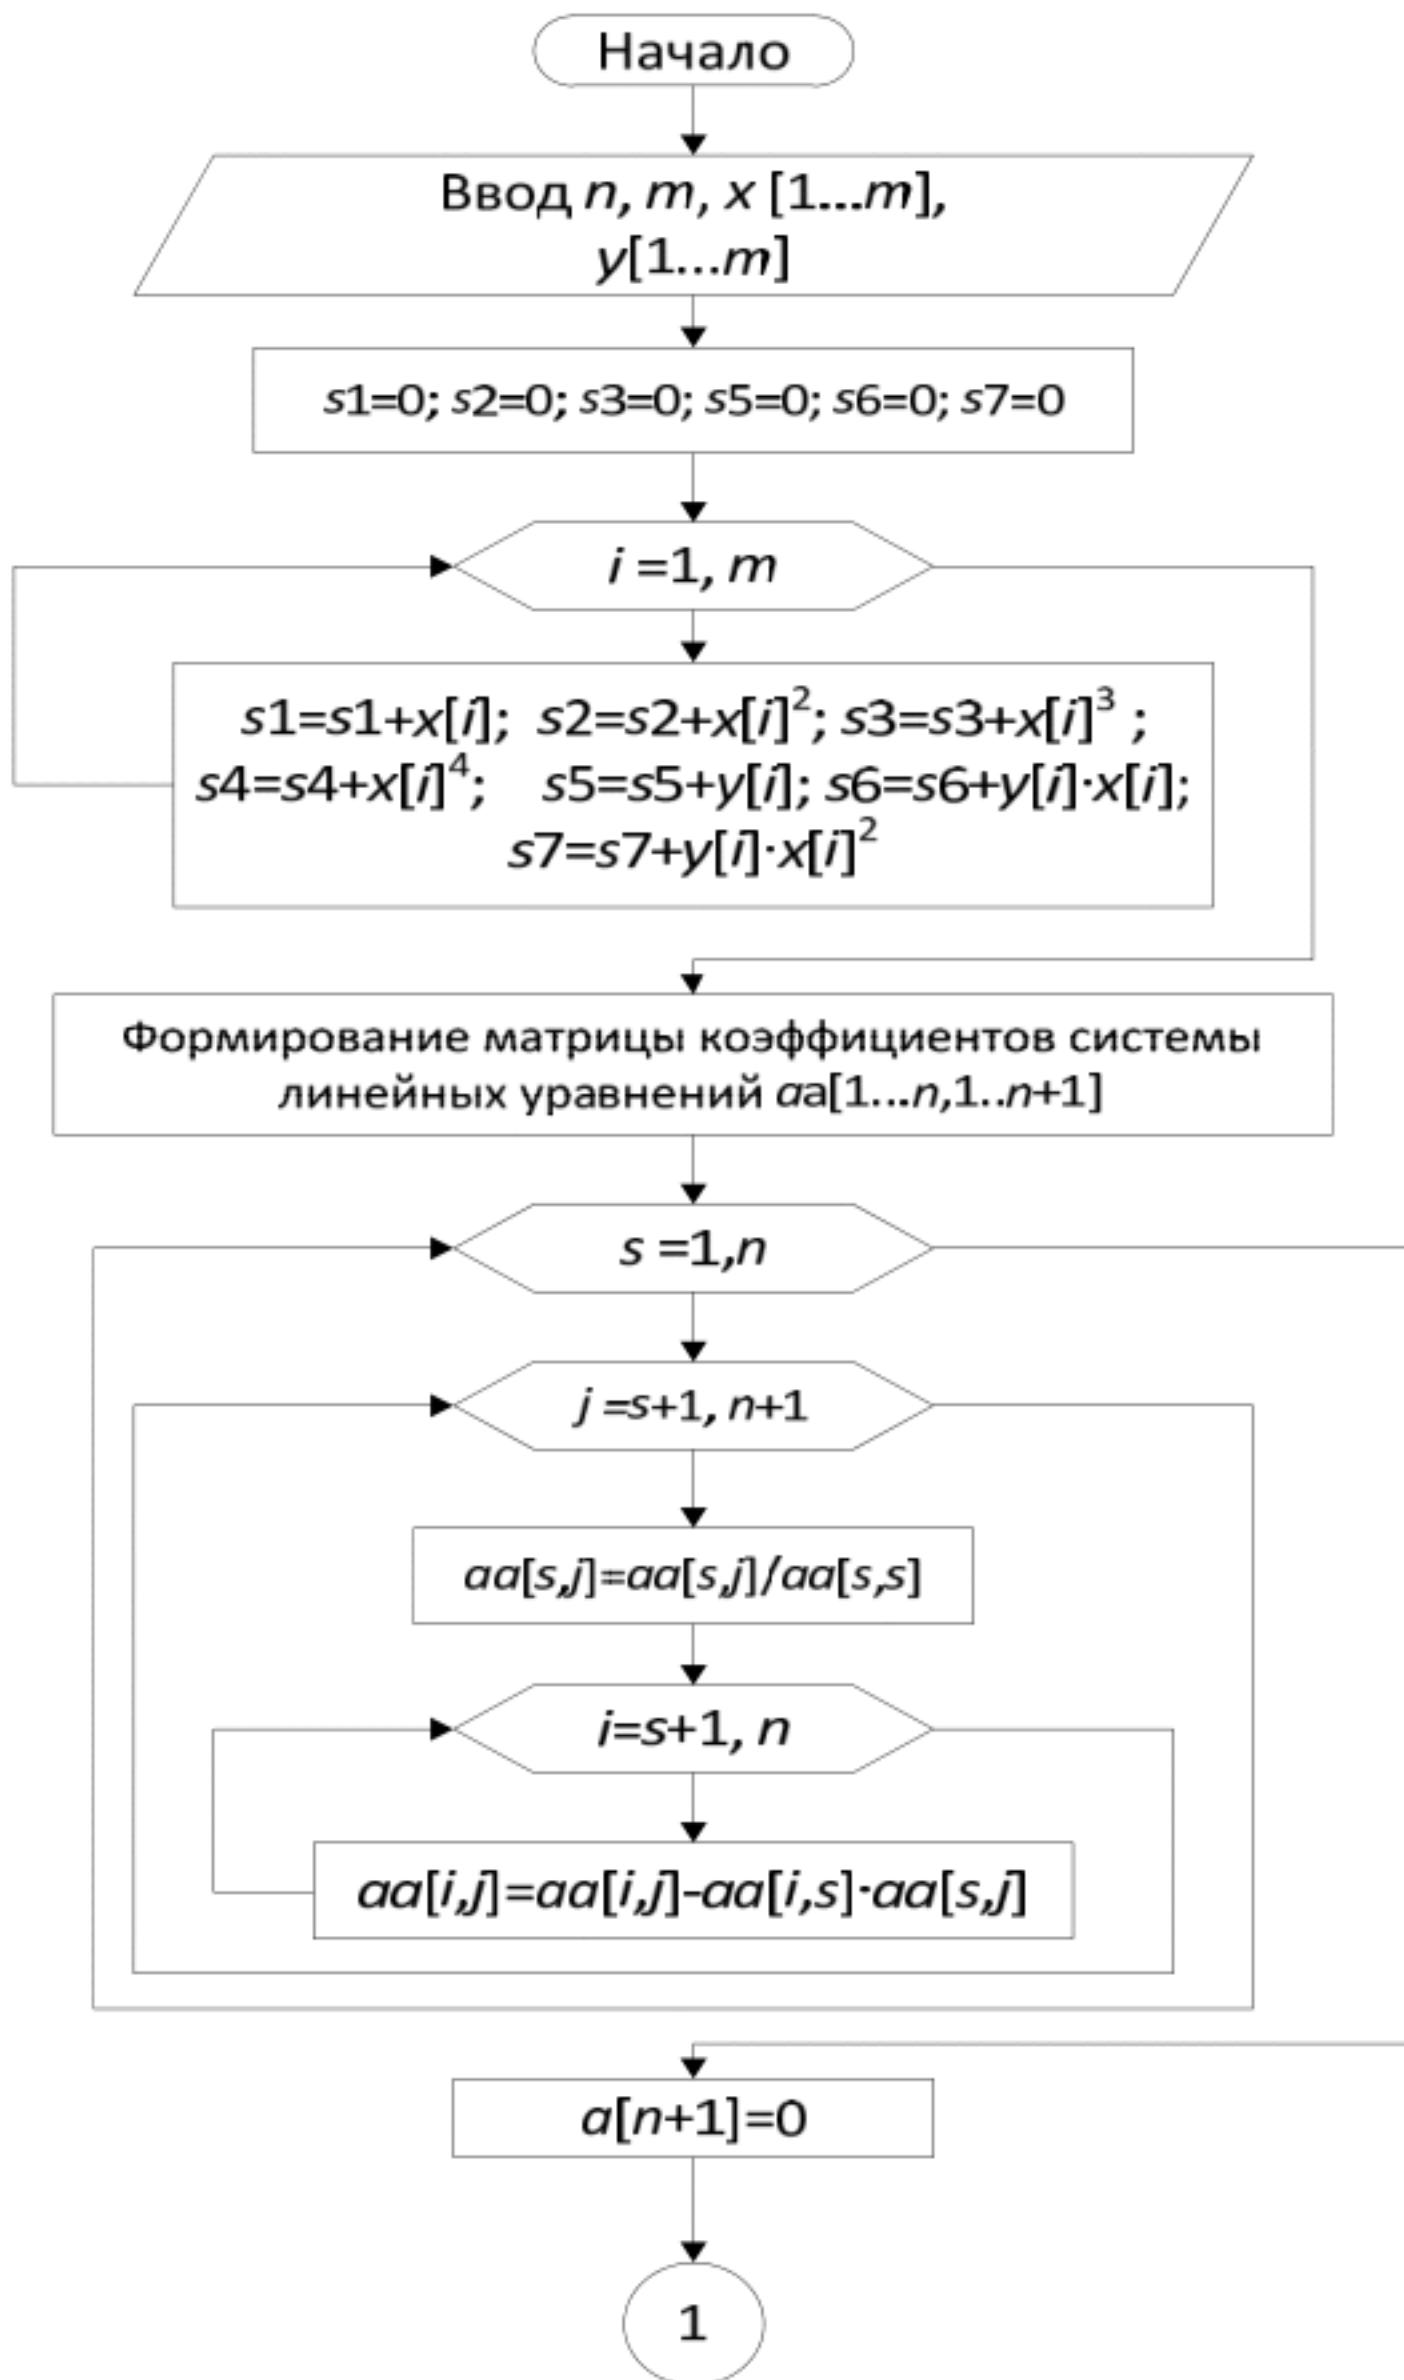 Начало
Ввод n, m, x [1...m],
y[1...m]
s1=0; s2=0; s3=0; s5=0; s6=0; s7=0
i =1, m
s1=s1+x[i]; s2=s2+x[i]²; s3=s3+x[i]³ ;
s4=s4+x[i]⁴; s5=s5+y[i]; s6=s6+y[i]·x[i];
s7=s7+y[i]·x[i]²
Формирование матрицы коэффициентов системы
линейных уравнений aa[1...n,1..n+1]
s =1,n
j =s+1, n+1
aa[s,j]=aa[s,j]/aa[s,s]
i=s+1, n
aa[i,j]=aa[i,j]-aa[i,s]·aa[s,j]
a[n+1]=0
1